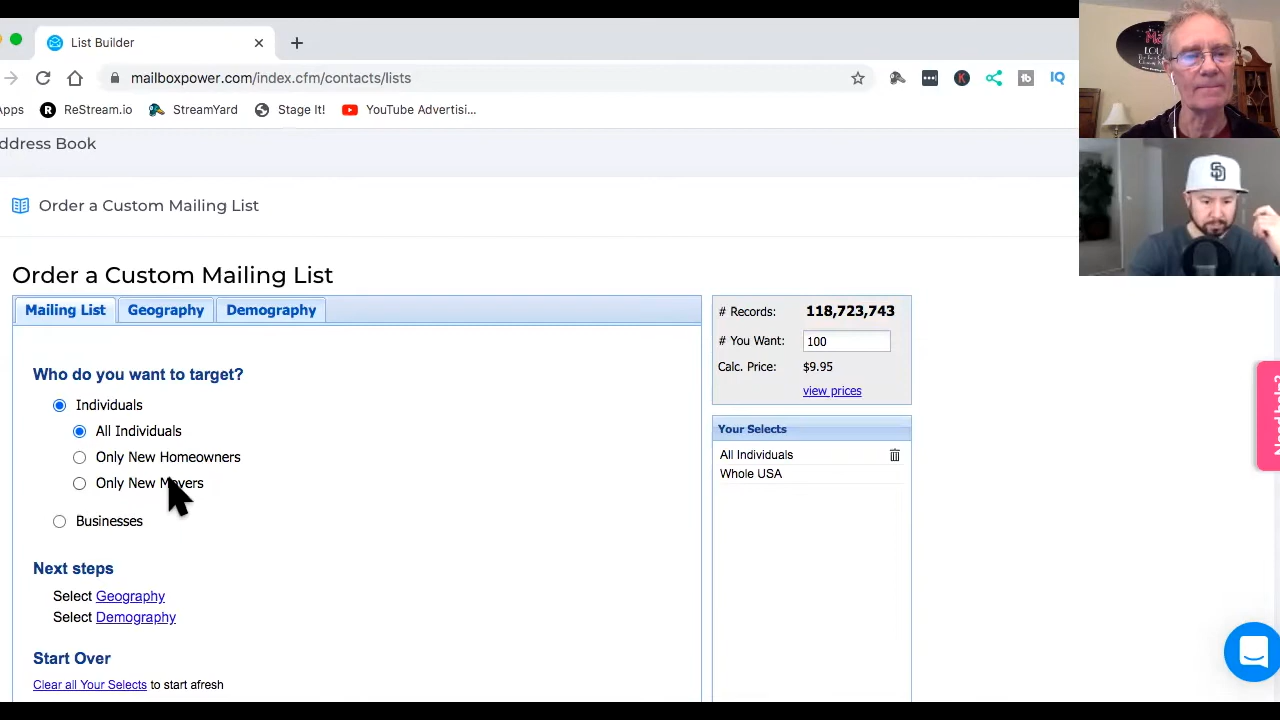 List Builder
mailboxpower.com/index.cfm/contacts/lists
K
tb
IQ
Apps
R ReStream.io
StreamYard
Stage It!
YouTube Advertisi...
ddress Book
Order a Custom Mailing List
Order a Custom Mailing List
Mailing List Geography Demography
Who do you want to target?
Individuals
All Individuals
Only New Homeowners
Only New Movers
Businesses
Next steps
Select Geography
Select Demography
Start Over
Clear all Your Selects to start afresh
# Records: 118,723,743
# You Want: 100
Calc. Price: $9.95
view prices
Your Selects
All Individuals
Whole USA
SD